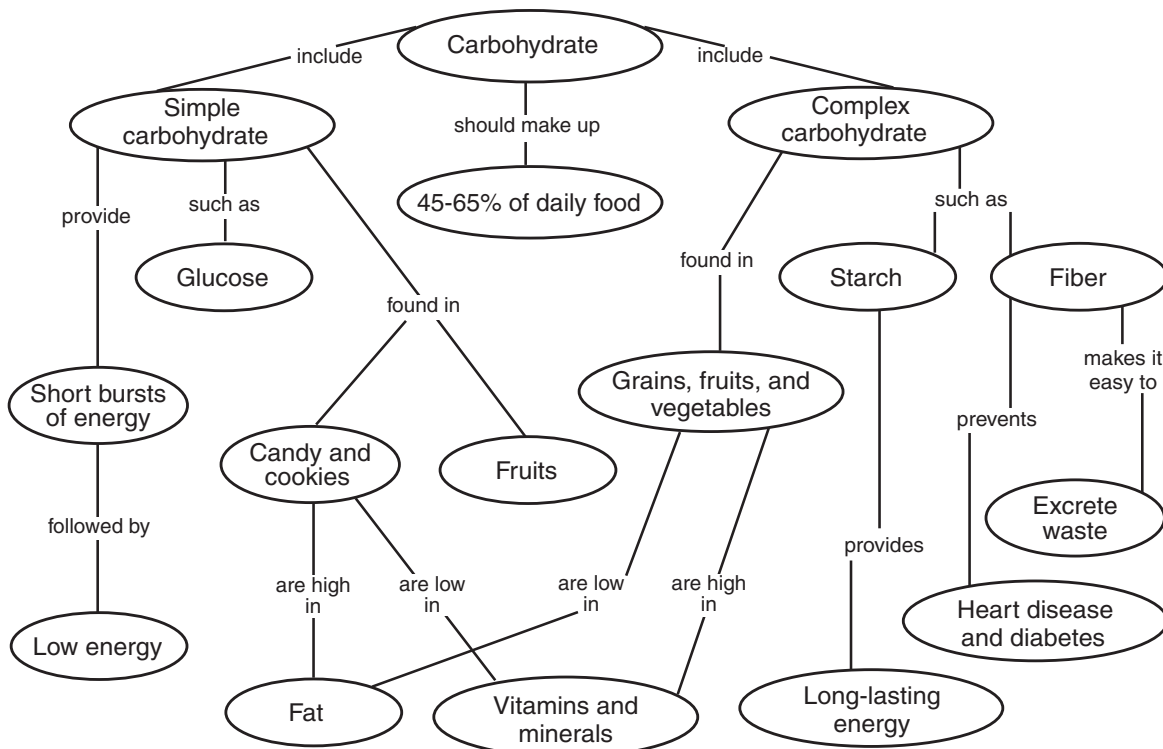 Carbohydrate
include
include
Simple
carbohydrate
should make up
Complex
carbohydrate
45-65% of daily food
provide
such as
such as
Glucose
found in
Starch
Fiber
found in
Short bursts
of energy
Grains, fruits, and
vegetables
makes it
easy to
Candy and
cookies
Fruits
prevents
followed by
Excrete
waste
are high
in
are low
in
are low
in
are high
in
provides
Low energy
Heart disease
and diabetes
Fat
Vitamins and
minerals
Long-lasting
energy